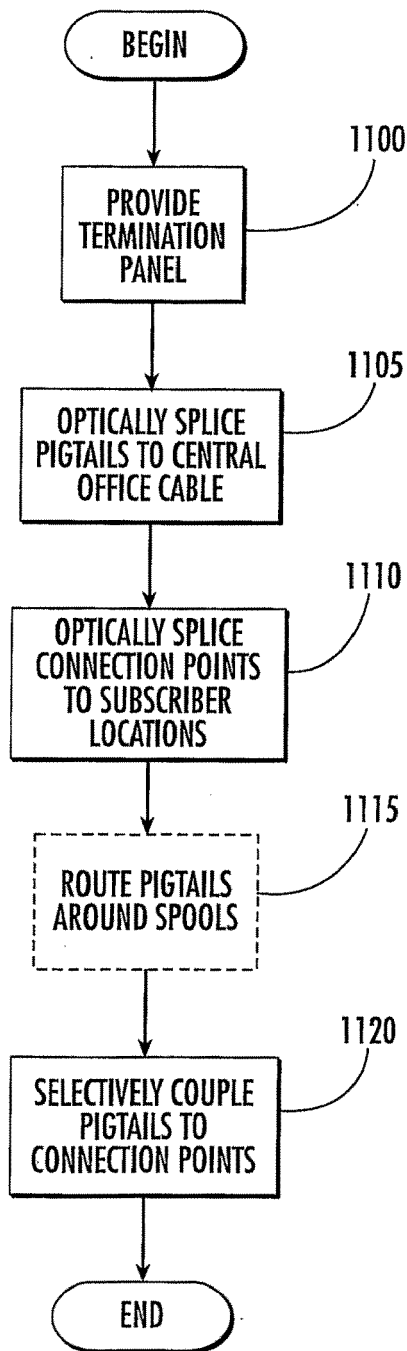 BEGIN
1100
PROVIDE
TERMINATION
PANEL
1105
OPTICALLY SPLICE
PIGTAILS TO CENTRAL
OFFICE CABLE
1110
OPTICALLY SPLICE
CONNECTION POINTS
TO SUBSCRIBER
LOCATIONS
1115
ROUTE PIGTAILS
AROUND SPOOLS
1120
SELECTIVELY COUPLE
PIGTAILS TO
CONNECTION POINTS
END